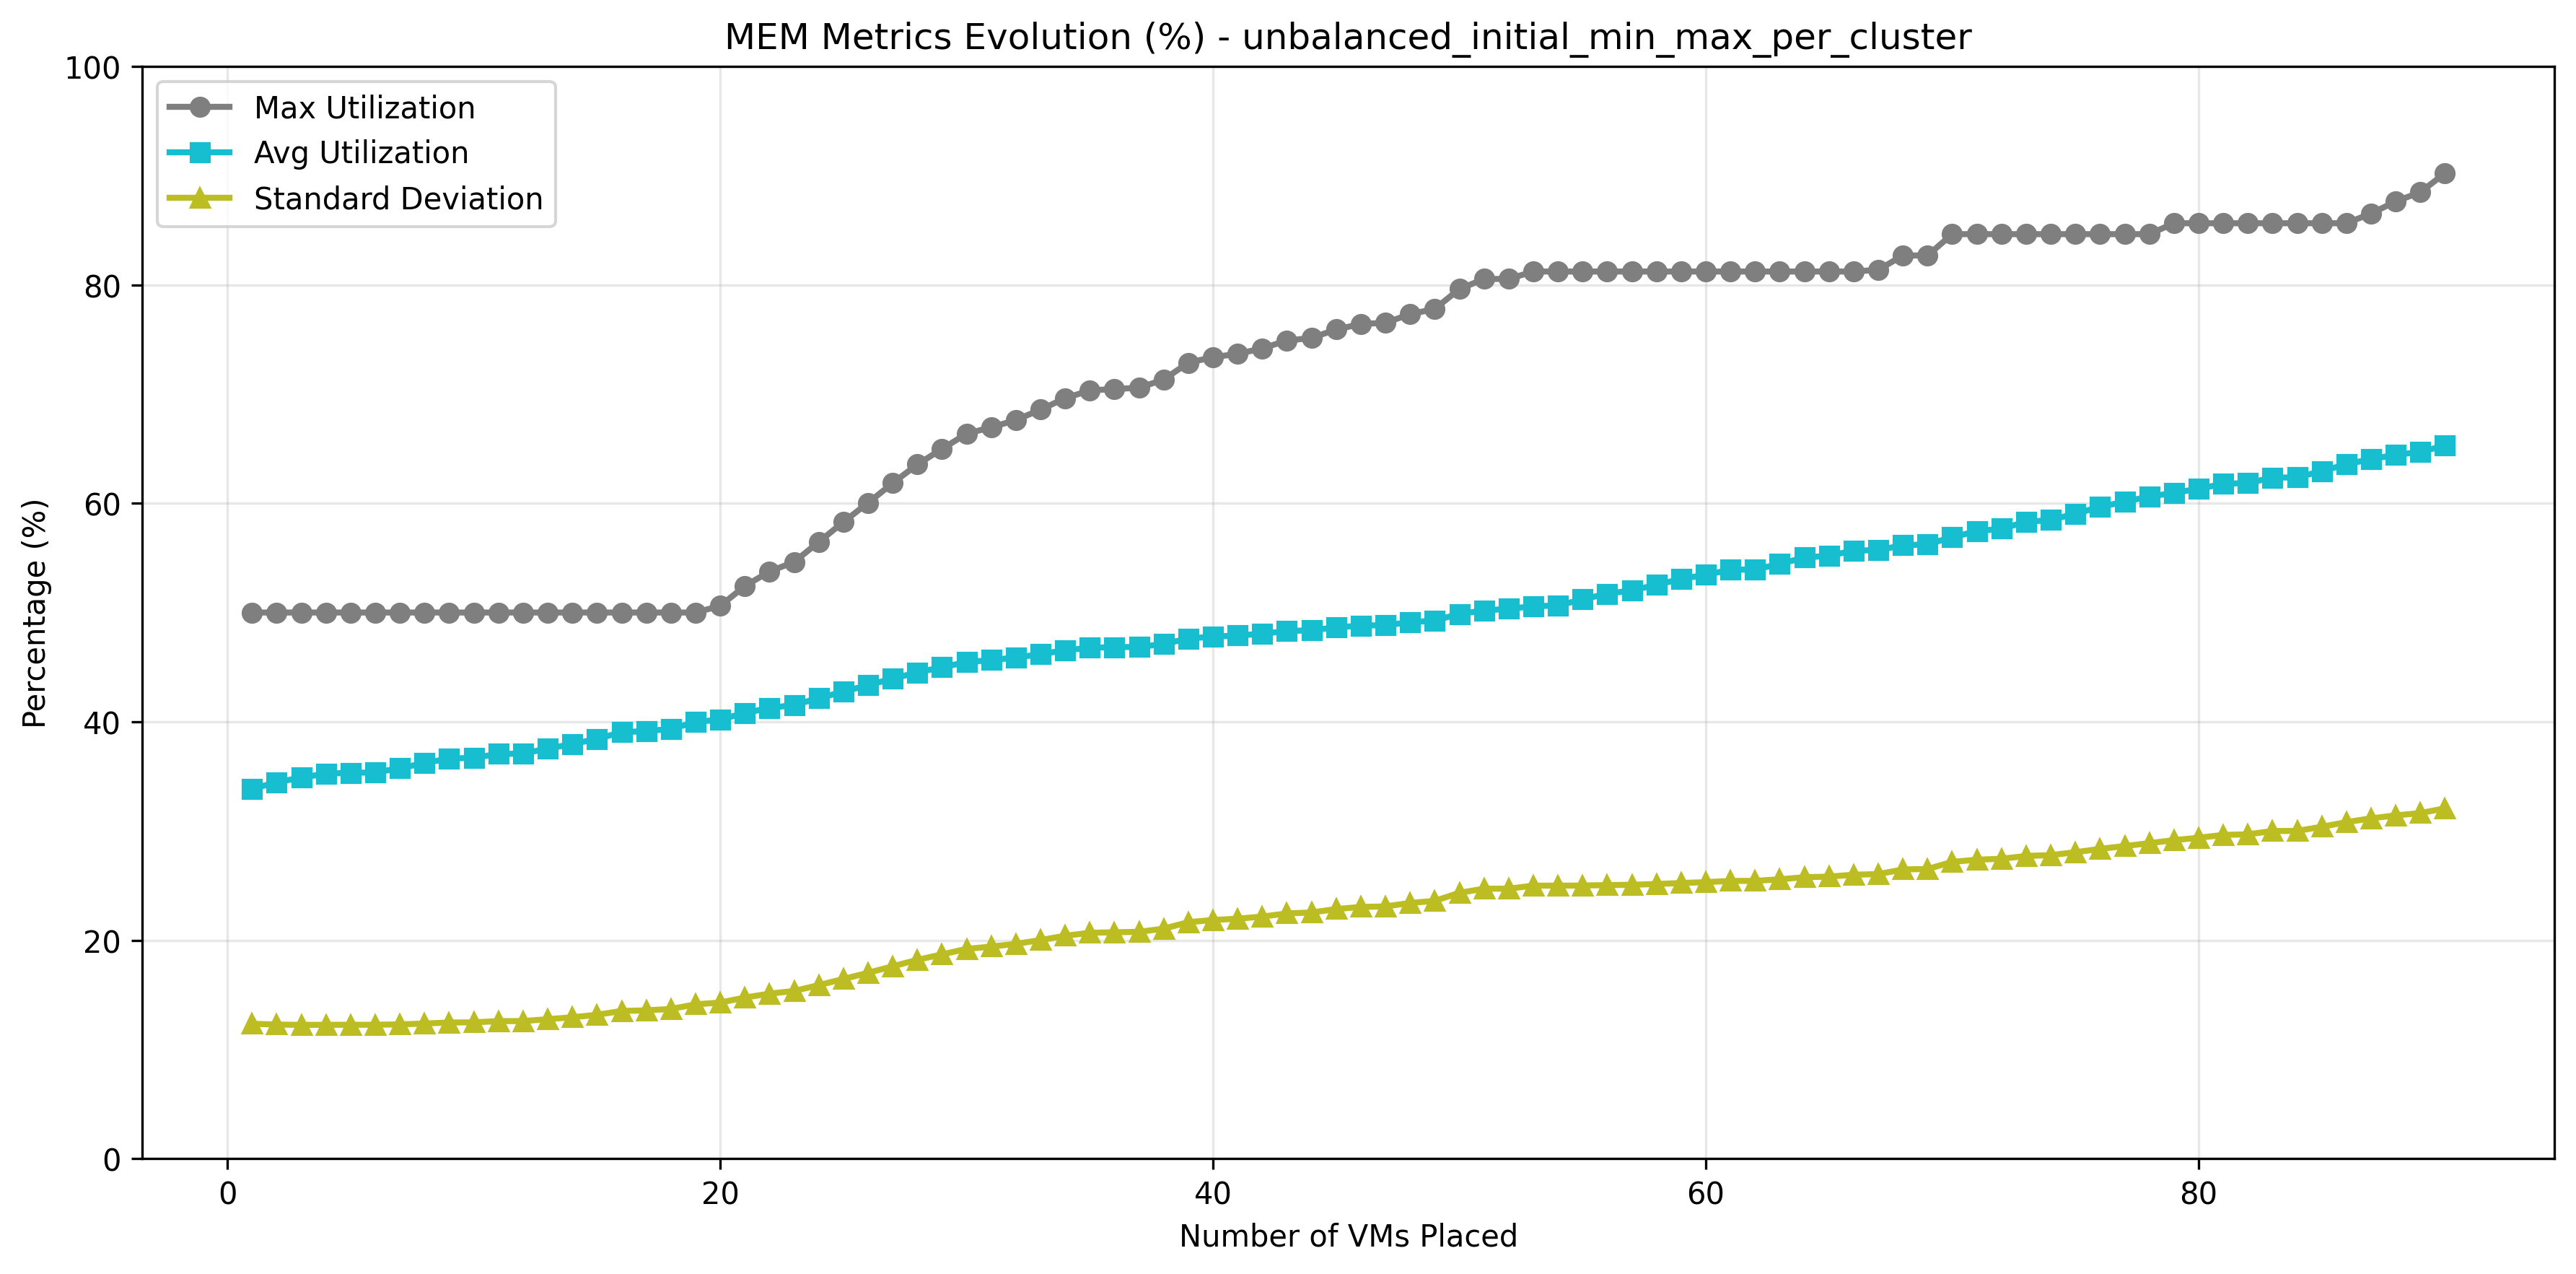 MEM Metrics Evolution (%) - unbalanced_initial_min_max_per_cluster
100
80
60
40
20
0
Percentage (%)
Max Utilization
Avg Utilization
Standard Deviation
0 20 40 60 80
Number of VMs Placed